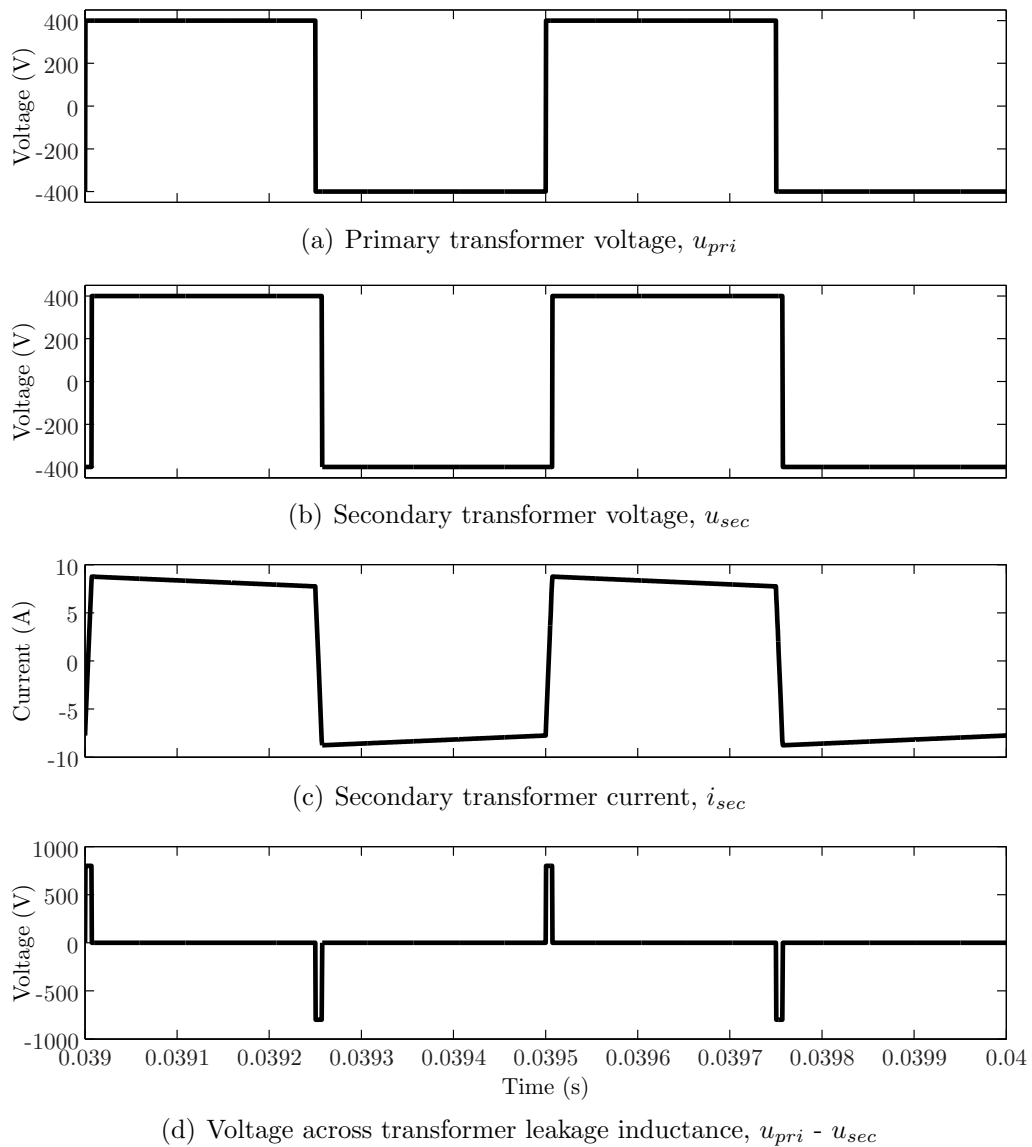 400
200
0
-200
-400
Voltage (V)
(a) Primary transformer voltage, u_pri
400
200
0
-200
-400
Voltage (V)
(b) Secondary transformer voltage, u_sec
10
5
0
-5
-10
Current (A)
(c) Secondary transformer current, i_sec
1000
500
0
-500
-1000
Voltage (V)
0.039 0.0391 0.0392 0.0393 0.0394 0.0395 0.0396 0.0397 0.0398 0.0399 0.04
Time (s)
(d) Voltage across transformer leakage inductance, u_pri - u_sec